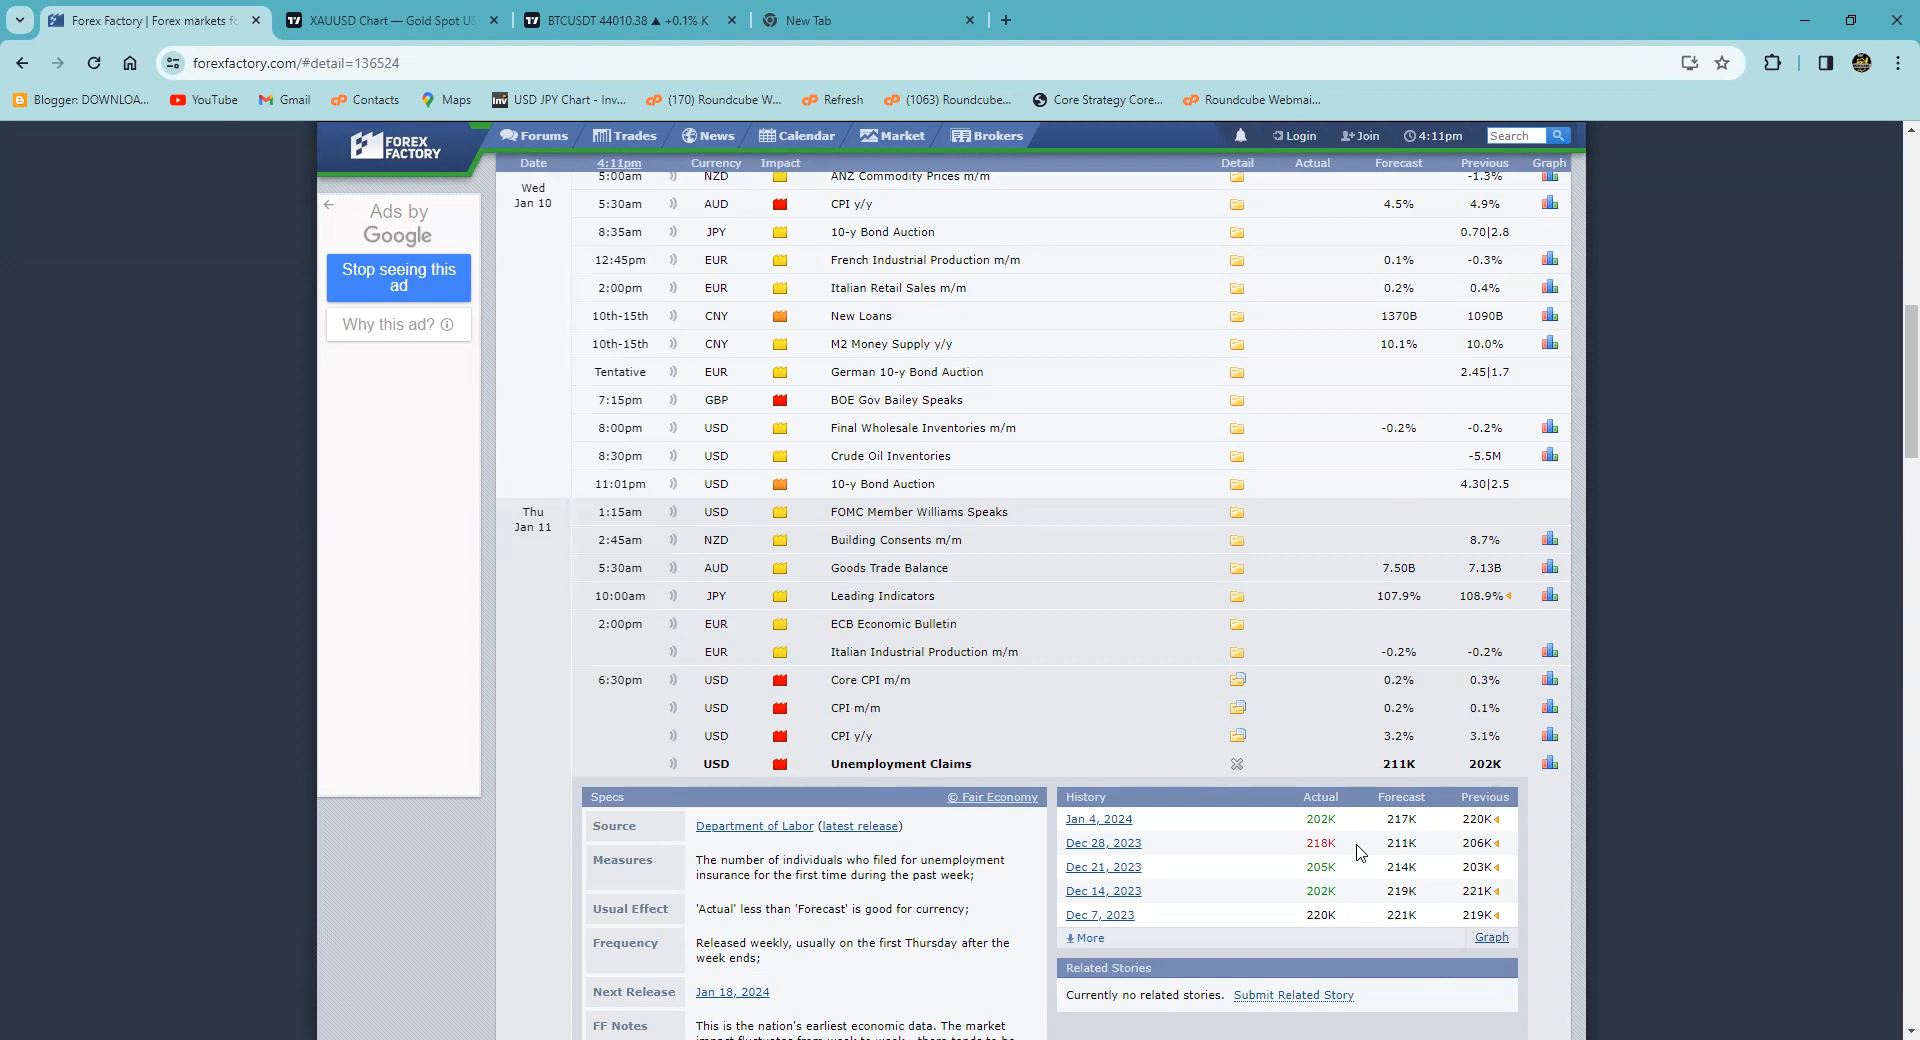 Forex Factory | Forex markets fo
XAUUSD Chart — Gold Spot US
BTCUSDT 44010.38 ▲ +0.1% K
New Tab
forexfactory.com/#detail=136524
Blogger: DOWNLOA...
YouTube
Gmail
Contacts
Maps
USD JPY Chart - Inv...
(170) Roundcube W...
Refresh
(1063) Roundcube...
Core Strategy Core...
Roundcube Webmai...
FOREX FACTORY
Forums Trades News Calendar Market Brokers
Login Join 4:11pm Search
Date 4:11pm Currency Impact Detail Actual Forecast Previous Graph
Wed Jan 10
5:00am NZD ANZ Commodity Prices m/m -1.3%
5:30am AUD CPI y/y 4.5% 4.9%
8:35am JPY 10-y Bond Auction 0.70|2.8
12:45pm EUR French Industrial Production m/m 0.1% -0.3%
2:00pm EUR Italian Retail Sales m/m 0.2% 0.4%
10th-15th CNY New Loans 1370B 1090B
10th-15th CNY M2 Money Supply y/y 10.1% 10.0%
Tentative EUR German 10-y Bond Auction 2.45|1.7
7:15pm GBP BOE Gov Bailey Speaks
8:00pm USD Final Wholesale Inventories m/m -0.2% -0.2%
8:30pm USD Crude Oil Inventories -5.5M
11:01pm USD 10-y Bond Auction 4.30|2.5
Thu Jan 11
1:15am USD FOMC Member Williams Speaks
2:45am NZD Building Consents m/m 8.7%
5:30am AUD Goods Trade Balance 7.50B 7.13B
10:00am JPY Leading Indicators 107.9% 108.9%
2:00pm EUR ECB Economic Bulletin
EUR Italian Industrial Production m/m -0.2% -0.2%
6:30pm USD Core CPI m/m 0.2% 0.3%
USD CPI m/m 0.2% 0.1%
USD CPI y/y 3.2% 3.1%
USD Unemployment Claims 211K 202K
Ads by
Google
Stop seeing this
ad
Why this ad?
Specs © Fair Economy
Source Department of Labor (latest release)
Measures The number of individuals who filed for unemployment
insurance for the first time during the past week;
Usual Effect 'Actual' less than 'Forecast' is good for currency;
Frequency Released weekly, usually on the first Thursday after the
week ends;
Next Release Jan 18, 2024
FF Notes This is the nation's earliest economic data. The market
History Actual Forecast Previous
Jan 4, 2024 202K 217K 220K
Dec 28, 2023 218K 211K 206K
Dec 21, 2023 205K 214K 203K
Dec 14, 2023 202K 219K 221K
Dec 7, 2023 220K 221K 219K
More Graph
Related Stories
Currently no related stories. Submit Related Story